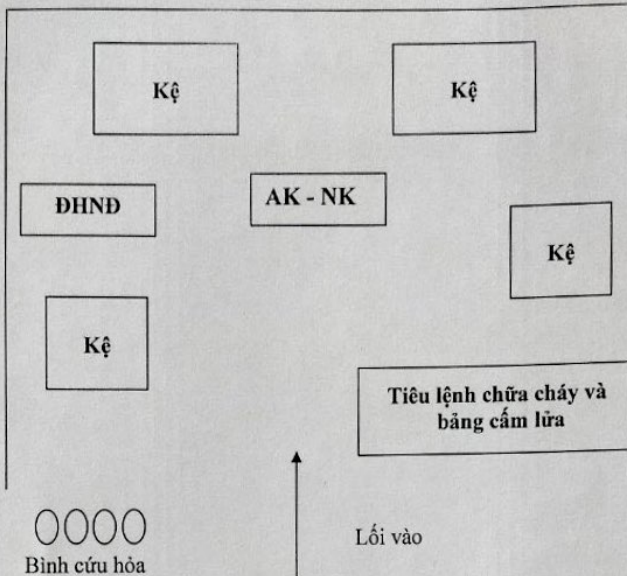 Kệ
Kệ
ĐHNĐ
AK - NK
Kệ
Kệ
Tiêu lệnh chữa cháy và
bảng cấm lửa
Lối vào
Bình cứu hỏa